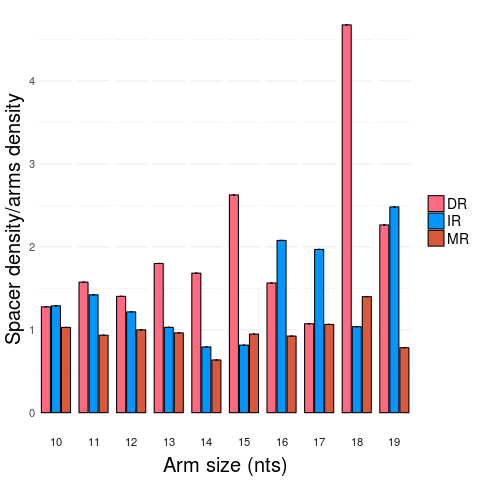 Spacer density/arms density
4
3
2
1
0
10 11 12 13 14 15 16 17 18 19
Arm size (nts)
DR
IR
MR